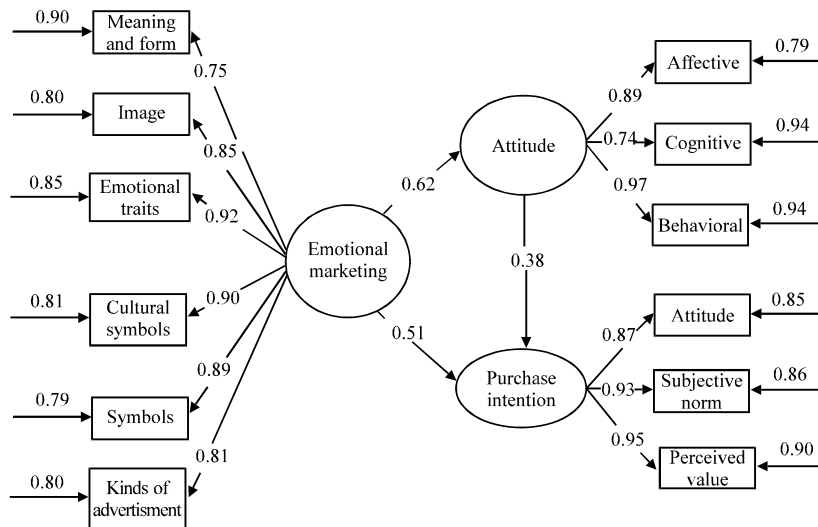 0.90
Meaning
and form
0.75
0.80
Image
0.85
0.85
Emotional
traits
0.92
Emotional
marketing
0.81
Cultural
symbols
0.90
0.79
Symbols
0.89
0.80
Kinds of
advertisment
0.81
0.62
0.51
Attitude
0.38
Purchase
intention
0.89
Affective
0.79
0.74
Cognitive
0.94
0.97
Behavioral
0.94
0.87
Attitude
0.85
0.93
Subjective
norm
0.86
0.95
Perceived
value
0.90